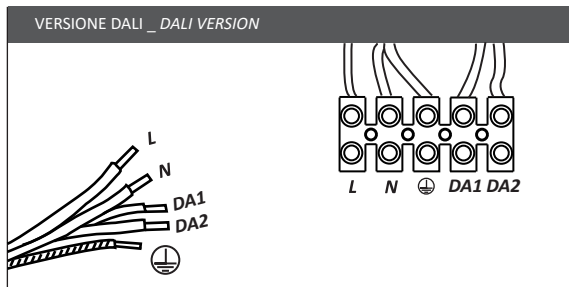 VERSIONE DALI _ DALI VERSION
L
N
DA1
DA2
L N DA1 DA2